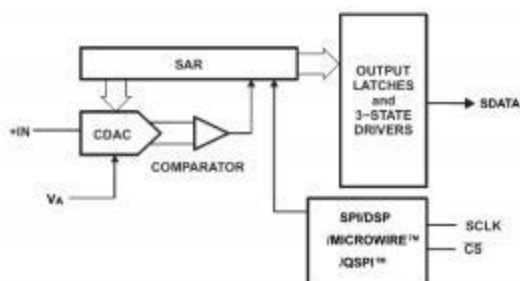 SAR
OUTPUT
LATCHES
and
3-STATE
DRIVERS
SDATA
+IN
CDAC
COMPARATOR
VA
SPI/DSP
/MICROWIRE™
/QSPI™
SCLK
CS